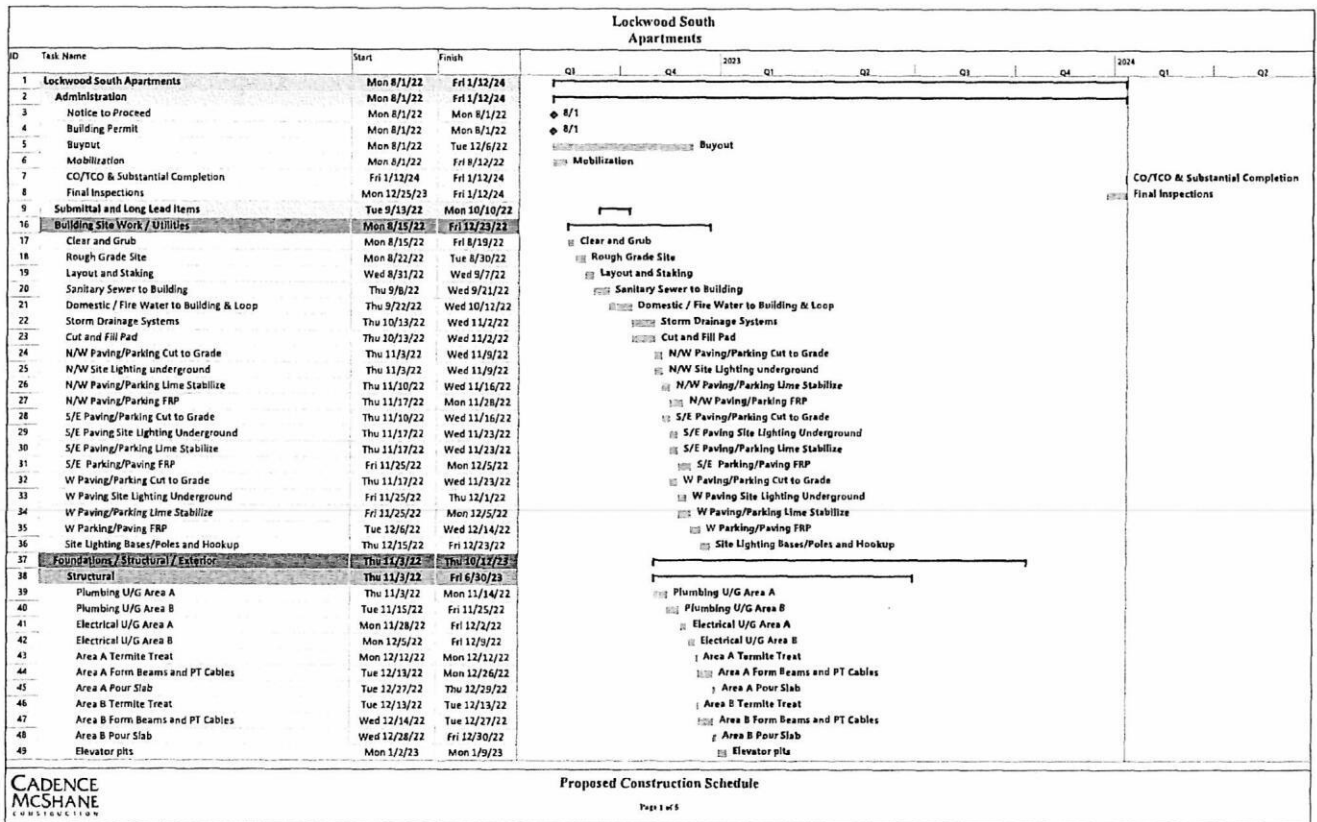 Lockwood South
Apartments
ID Task Name Start Finish
2023 2024
Q3 Q4 Q1 Q2 Q3 Q4 Q1 Q2
1 Lockwood South Apartments Mon 8/1/22 Fri 1/12/24
2 Administration Mon 8/1/22 Fri 1/12/24
3 Notice to Proceed Mon 8/1/22 Mon 8/1/22 8/1
4 Building Permit Mon 8/1/22 Mon 8/1/22 8/1
5 Buyout Mon 8/1/22 Tue 12/6/22 Buyout
6 Mobilization Mon 8/1/22 Fri 8/12/22 Mobilization
7 CO/TCO & Substantial Completion Fri 1/12/24 Fri 1/12/24 CO/TCO & Substantial Completion
8 Final Inspections Mon 12/25/23 Fri 1/12/24 Final Inspections
9 Submittal and Long Lead Items Tue 9/13/22 Mon 10/10/22
16 Building Site Work / Utilities Mon 8/15/22 Fri 12/23/22
17 Clear and Grub Mon 8/15/22 Fri 8/19/22 Clear and Grub
18 Rough Grade Site Mon 8/22/22 Tue 8/30/22 Rough Grade Site
19 Layout and Staking Wed 8/31/22 Wed 9/7/22 Layout and Staking
20 Sanitary Sewer to Building Thu 9/8/22 Wed 9/21/22 Sanitary Sewer to Building
21 Domestic / Fire Water to Building & Loop Thu 9/22/22 Wed 10/12/22 Domestic / Fire Water to Building & Loop
22 Storm Drainage Systems Thu 10/13/22 Wed 11/2/22 Storm Drainage Systems
23 Cut and Fill Pad Thu 10/13/22 Wed 11/2/22 Cut and Fill Pad
24 N/W Paving/Parking Cut to Grade Thu 11/3/22 Wed 11/9/22 N/W Paving/Parking Cut to Grade
25 N/W Site Lighting underground Thu 11/3/22 Wed 11/9/22 N/W Site Lighting underground
26 N/W Paving/Parking Lime Stabilize Thu 11/10/22 Wed 11/16/22 N/W Paving/Parking Lime Stabilize
27 N/W Paving/Parking FRP Thu 11/17/22 Mon 11/28/22 N/W Paving/Parking FRP
28 S/E Paving/Parking Cut to Grade Thu 11/10/22 Wed 11/16/22 S/E Paving/Parking Cut to Grade
29 S/E Paving Site Lighting Underground Thu 11/17/22 Wed 11/23/22 S/E Paving Site Lighting Underground
30 S/E Paving/Parking Lime Stabilize Thu 11/17/22 Wed 11/23/22 S/E Paving/Parking Lime Stabilize
31 S/E Parking/Paving FRP Fri 11/25/22 Mon 12/5/22 S/E Parking/Paving FRP
32 W Paving/Parking Cut to Grade Thu 11/17/22 Wed 11/23/22 W Paving/Parking Cut to Grade
33 W Paving Site Lighting Underground Fri 11/25/22 Thu 12/1/22 W Paving Site Lighting Underground
34 W Paving/Parking Lime Stabilize Fri 11/25/22 Mon 12/5/22 W Paving/Parking Lime Stabilize
35 W Parking/Paving FRP Tue 12/6/22 Wed 12/14/22 W Parking/Paving FRP
36 Site Lighting Bases/Poles and Hookup Thu 12/15/22 Fri 12/23/22 Site Lighting Bases/Poles and Hookup
37 Foundations / Structural / Exterior Thu 11/3/22 Thu 10/12/23
38 Structural Thu 11/3/22 Fri 6/30/23
39 Plumbing U/G Area A Thu 11/3/22 Mon 11/14/22 Plumbing U/G Area A
40 Plumbing U/G Area B Tue 11/15/22 Fri 11/25/22 Plumbing U/G Area B
41 Electrical U/G Area A Mon 11/28/22 Fri 12/2/22 Electrical U/G Area A
42 Electrical U/G Area B Mon 12/5/22 Fri 12/9/22 Electrical U/G Area B
43 Area A Termite Treat Mon 12/12/22 Mon 12/12/22 Area A Termite Treat
44 Area A Form Beams and PT Cables Tue 12/13/22 Mon 12/26/22 Area A Form Beams and PT Cables
45 Area A Pour Slab Tue 12/27/22 Thu 12/29/22 Area A Pour Slab
46 Area B Termite Treat Tue 12/13/22 Tue 12/13/22 Area B Termite Treat
47 Area B Form Beams and PT Cables Wed 12/14/22 Tue 12/27/22 Area B Form Beams and PT Cables
48 Area B Pour Slab Wed 12/28/22 Fri 12/30/22 Area B Pour Slab
49 Elevator pits Mon 1/2/23 Mon 1/9/23 Elevator pits
CADENCE
MCSHANE
CONSTRUCTION
Proposed Construction Schedule
Page 1 of 5